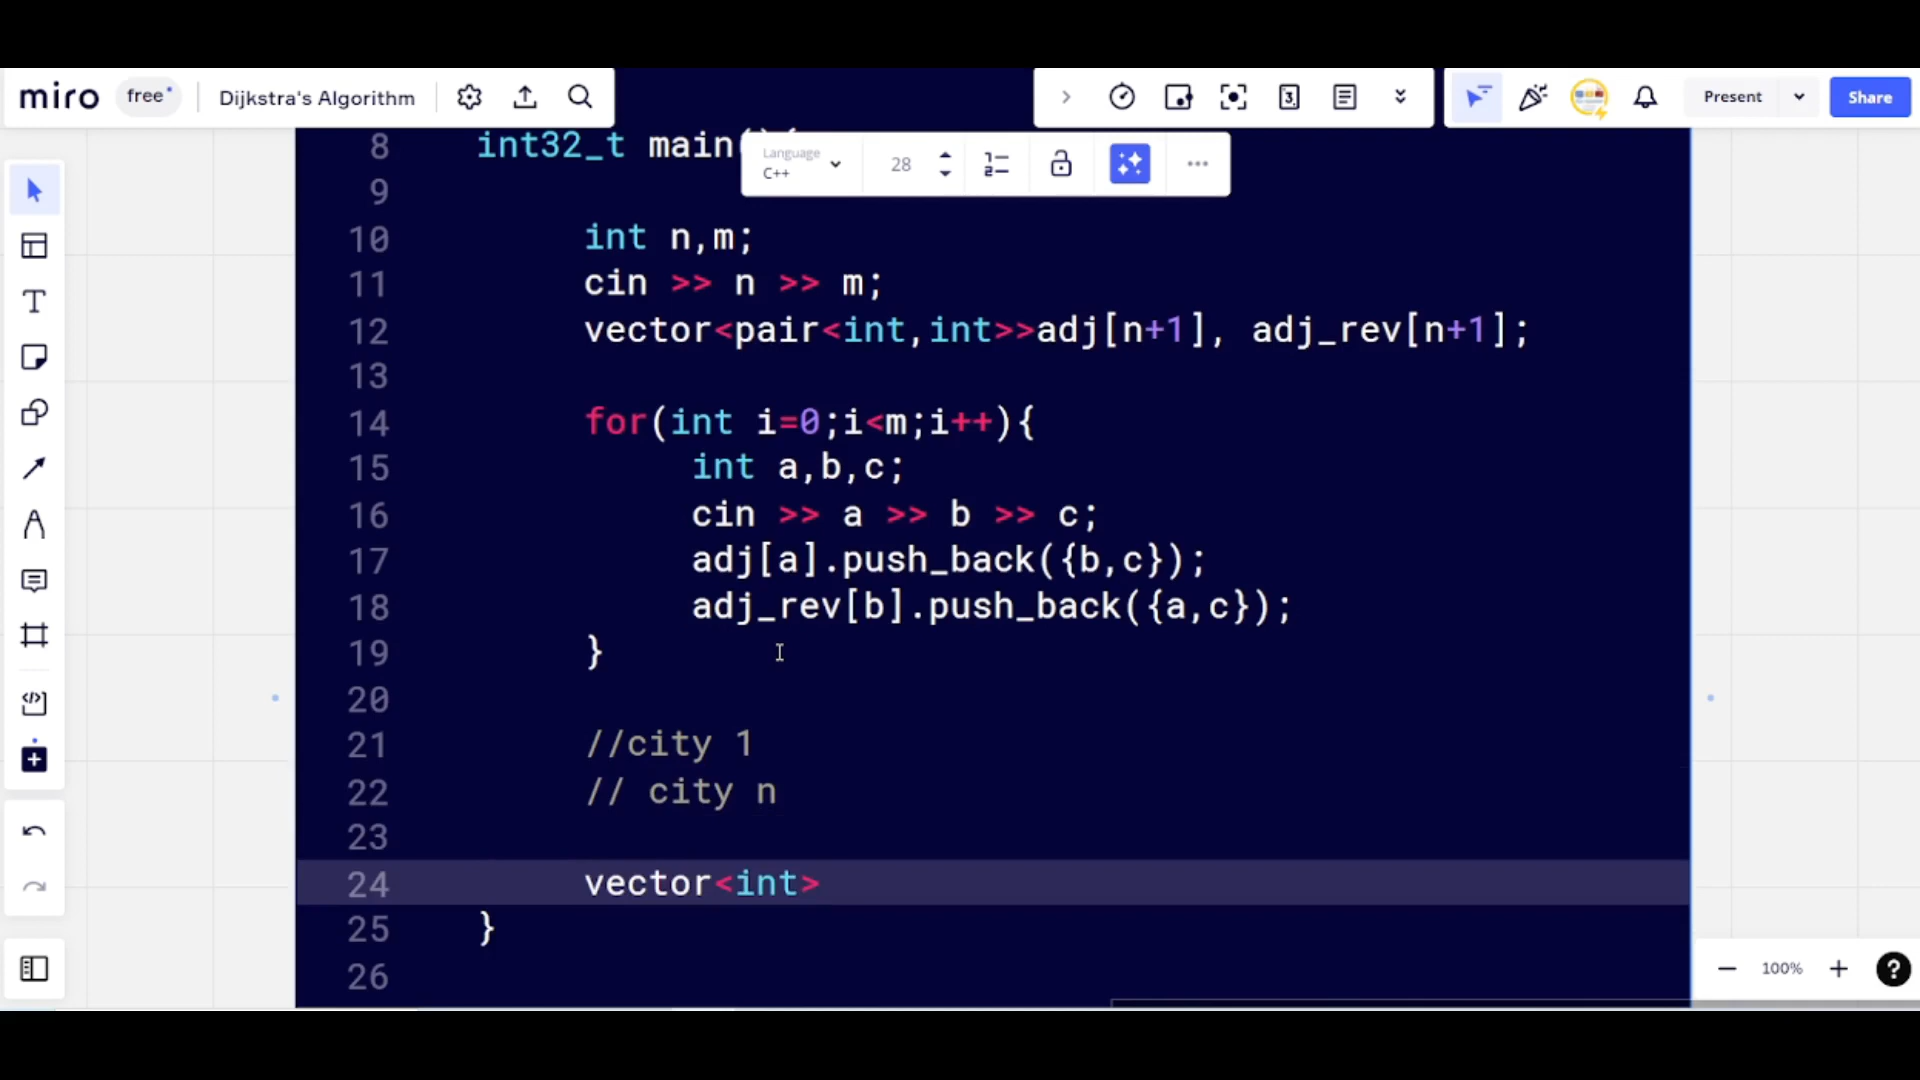 miro free Dijkstra's Algorithm 3 Present Share
Language
C++
28
8 int32_t main(){
9
10 int n,m;
11 cin >> n >> m;
12 vector<pair<int,int>>adj[n+1], adj_rev[n+1];
13
14 for(int i=0;i<m;i++){
15 int a,b,c;
16 cin >> a >> b >> c;
17 adj[a].push_back({b,c});
18 adj_rev[b].push_back({a,c});
19 }
20
21 //city 1
22 // city n
23
24 vector<int>
25 }
26
100%